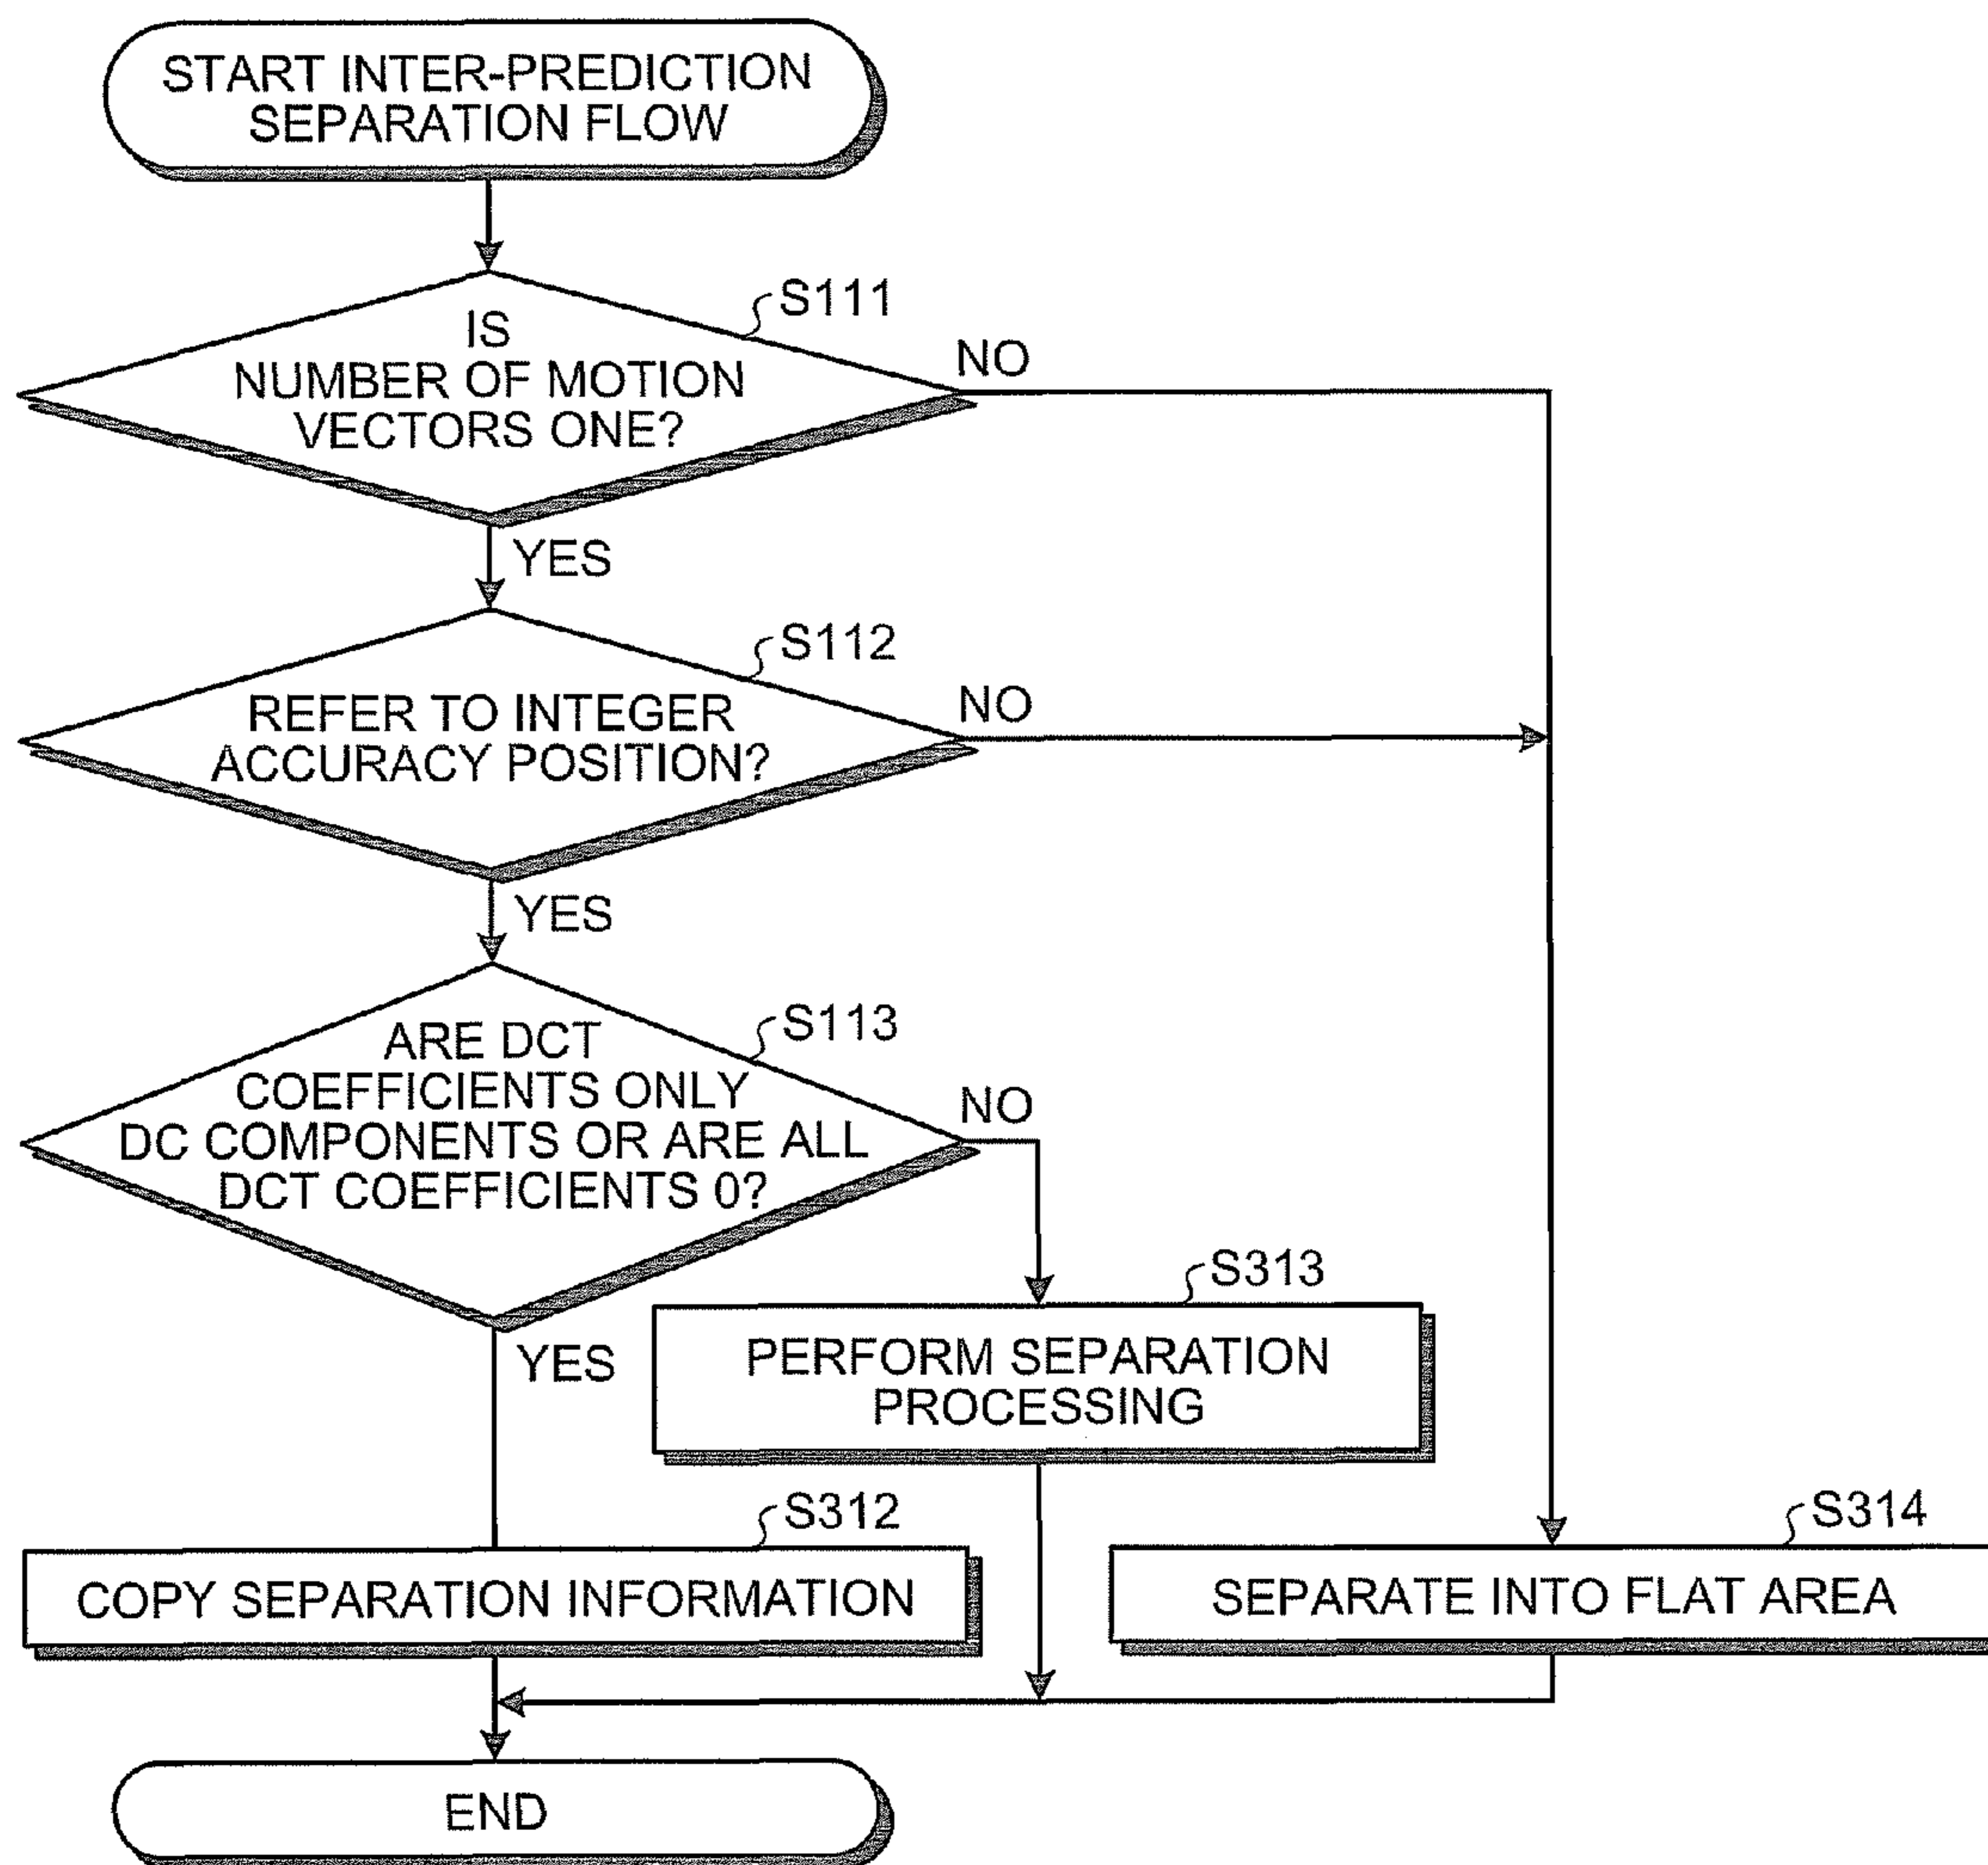 START INTER-PREDICTION
SEPARATION FLOW
S111
IS
NUMBER OF MOTION
VECTORS ONE?
NO
YES
S112
REFER TO INTEGER
ACCURACY POSITION?
NO
YES
S113
ARE DCT
COEFFICIENTS ONLY
DC COMPONENTS OR ARE ALL
DCT COEFFICIENTS 0?
NO
YES
S313
PERFORM SEPARATION
PROCESSING
S312
COPY SEPARATION INFORMATION
S314
SEPARATE INTO FLAT AREA
END